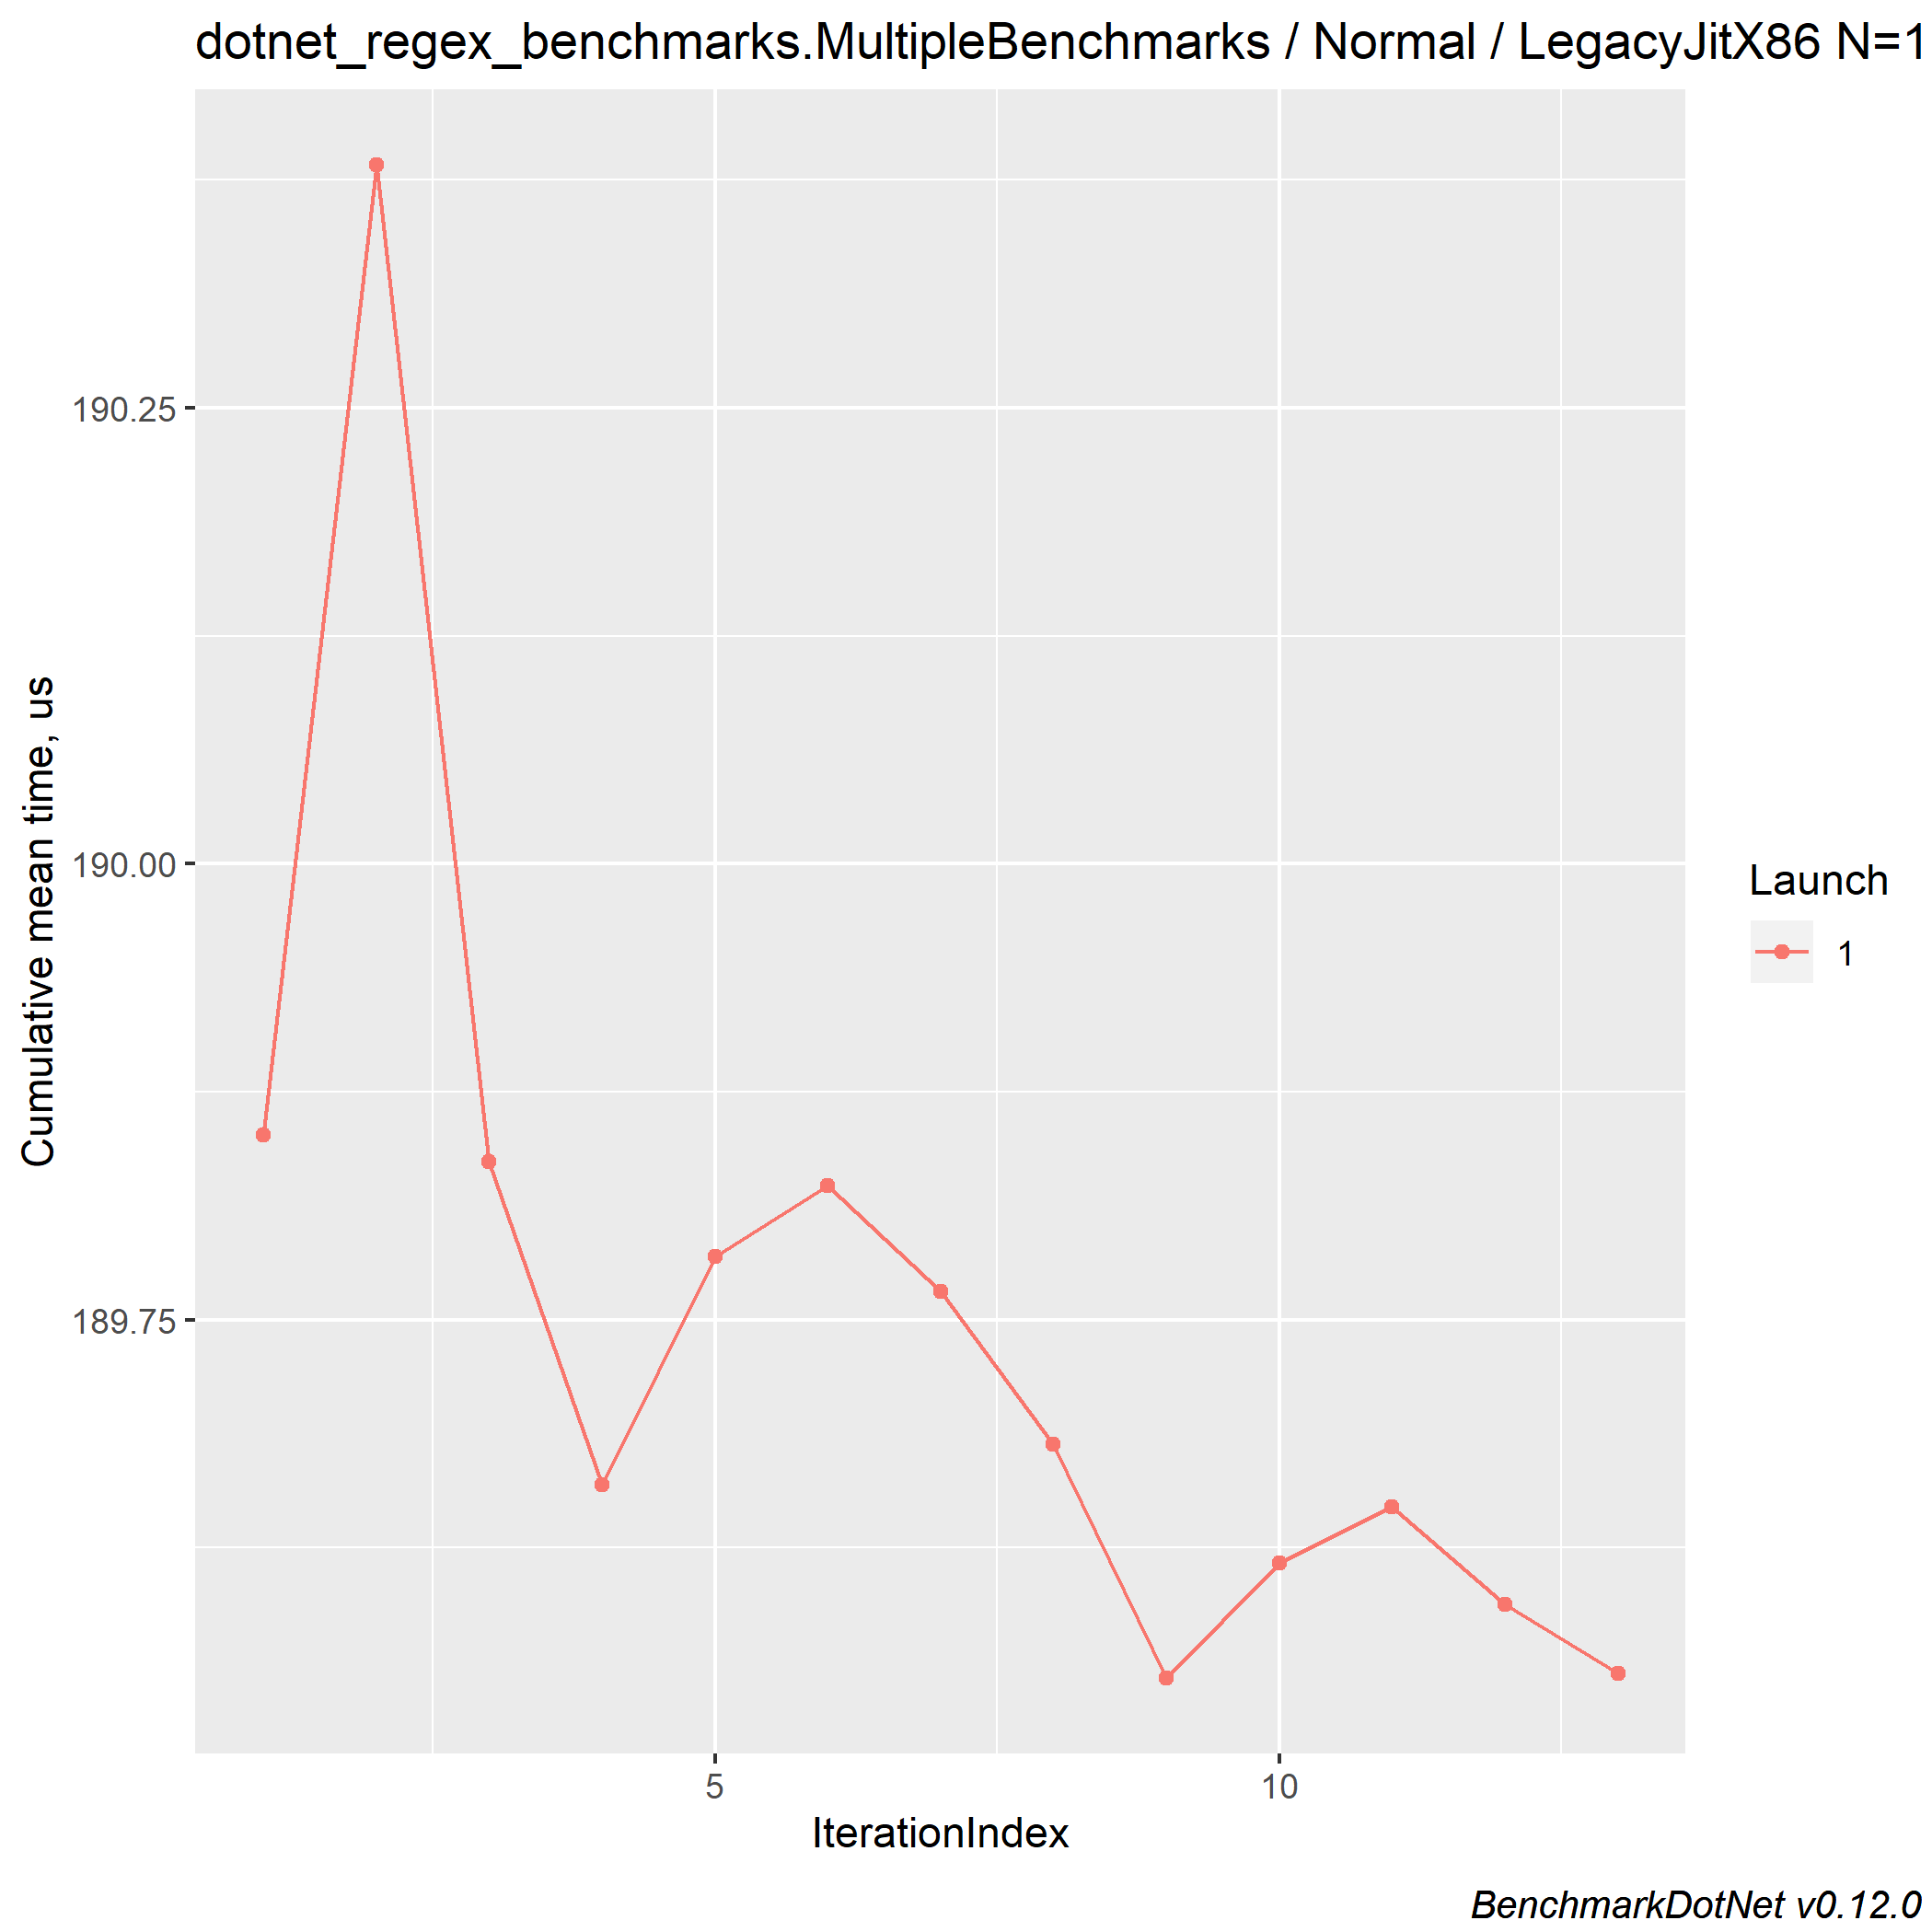 dotnet_regex_benchmarks.MultipleBenchmarks / Normal / LegacyJitX86 N=1
Cumulative mean time, us
190.25
190.00
189.75
5
10
IterationIndex
Launch
1
BenchmarkDotNet v0.12.0